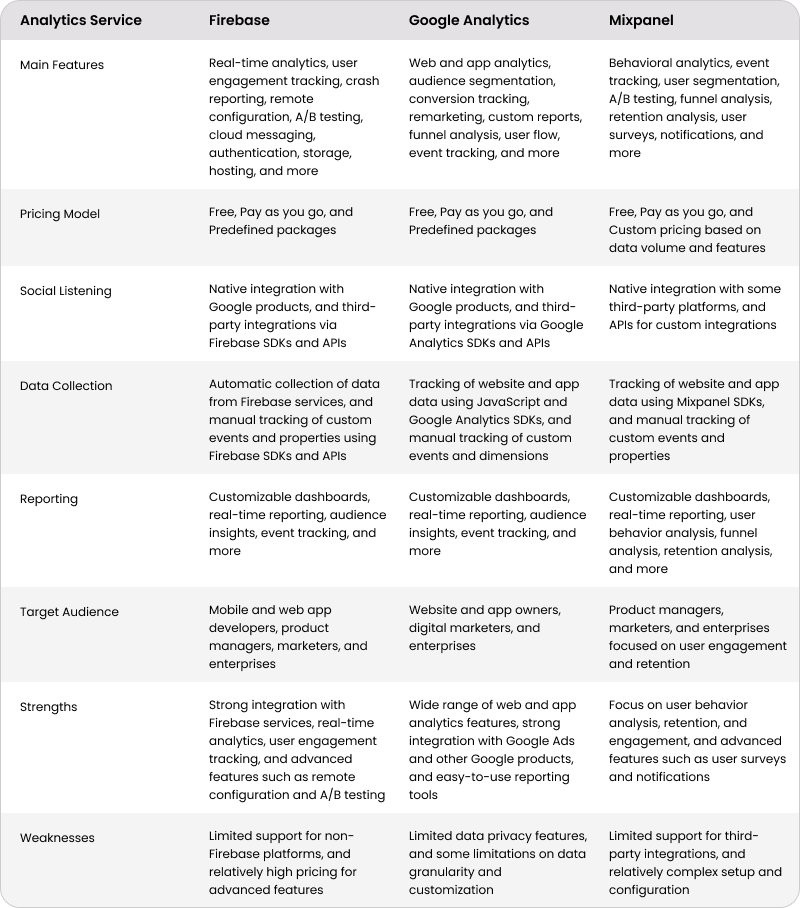 Analytics Service
Firebase
Google Analytics
Mixpanel
Main Features
Real-time analytics, user
engagement tracking, crash
reporting, remote
configuration, A/B testing,
cloud messaging,
authentication, storage,
hosting, and more
Web and app analytics,
audience segmentation,
conversion tracking,
remarketing, custom reports,
funnel analysis, user flow,
event tracking, and more
Behavioral analytics, event
tracking, user segmentation,
A/B testing, funnel analysis,
retention analysis, user
surveys, notifications, and
more
Pricing Model
Free, Pay as you go, and
Predefined packages
Free, Pay as you go, and
Predefined packages
Free, Pay as you go, and
Custom pricing based on
data volume and features
Social Listening
Native integration with
Google products, and third-
party integrations via
Firebase SDKs and APIs
Native integration with
Google products, and third-
party integrations via Google
Analytics SDKs and APIs
Native integration with some
third-party platforms, and
APIs for custom integrations
Data Collection
Automatic collection of data
from Firebase services, and
manual tracking of custom
events and properties using
Firebase SDKs and APIs
Tracking of website and app
data using JavaScript and
Google Analytics SDKs, and
manual tracking of custom
events and dimensions
Tracking of website and app
data using Mixpanel SDKs,
and manual tracking of
custom events and
properties
Reporting
Customizable dashboards,
real-time reporting, audience
insights, event tracking, and
more
Customizable dashboards,
real-time reporting, audience
insights, event tracking, and
more
Customizable dashboards,
real-time reporting, user
behavior analysis, funnel
analysis, retention analysis,
and more
Target Audience
Mobile and web app
developers, product
managers, marketers, and
enterprises
Website and app owners,
digital marketers, and
enterprises
Product managers,
marketers, and enterprises
focused on user engagement
and retention
Strengths
Strong integration with
Firebase services, real-time
analytics, user engagement
tracking, and advanced
features such as remote
configuration and A/B testing
Wide range of web and app
analytics features, strong
integration with Google Ads
and other Google products,
and easy-to-use reporting
tools
Focus on user behavior
analysis, retention, and
engagement, and advanced
features such as user surveys
and notifications
Weaknesses
Limited support for non-
Firebase platforms, and
relatively high pricing for
advanced features
Limited data privacy features,
and some limitations on data
granularity and
customization
Limited support for third-
party integrations, and
relatively complex setup and
configuration